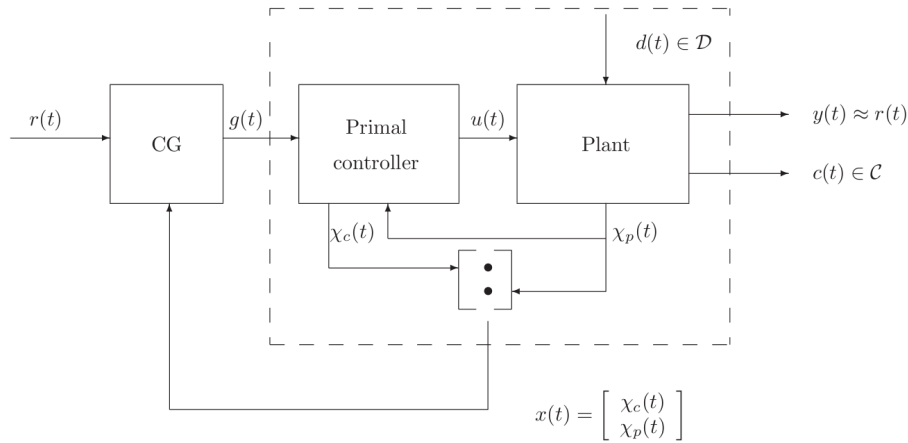 d(t) ∈ 𝒟
r(t)
CG
g(t)
Primal
controller
u(t)
Plant
y(t) ≈ r(t)
c(t) ∈ 𝒞
χc(t)
χp(t)
x(t) = [ χc(t)
χp(t) ]